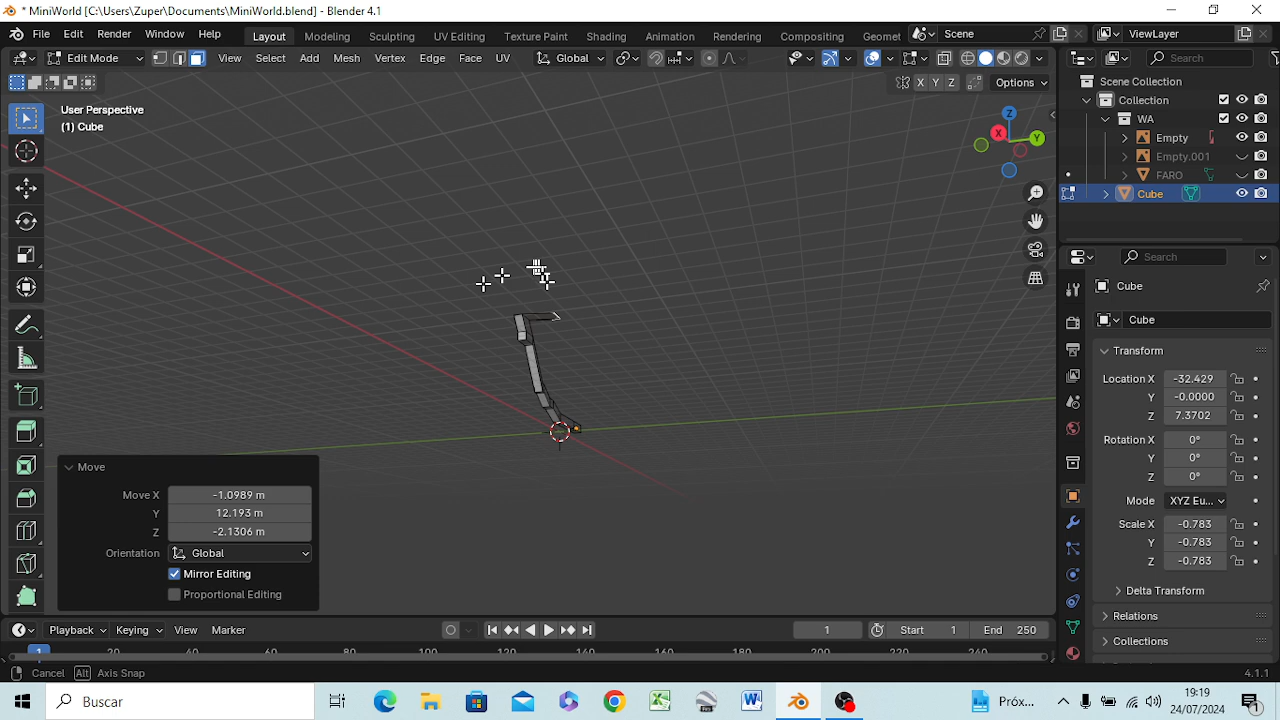 * MiniWorld [C:\Users\Zuper\Documents\MiniWorld.blend] - Blender 4.1
File Edit Render Window Help Layout Modeling Sculpting UV Editing Texture Paint Shading Animation Rendering Compositing Geomet Scene ViewLayer
Edit Mode View Select Add Mesh Vertex Edge Face UV Global Search
X Y Z Options
Scene Collection
User Perspective
(1) Cube
Collection
WA
Empty
Empty.001
FARO
Cube
Z
X
Y
Search
Cube
Cube
Transform
Location X -32.429
Y -0.0000
Z 7.3702
Rotation X 0°
Y 0°
Z 0°
Mode XYZ Eu...
Scale X -0.783
Y -0.783
Z -0.783
Delta Transform
Relations
Collections
Move
Move X -1.0989 m
Y 12.193 m
Z -2.1306 m
Orientation Global
Mirror Editing
Proportional Editing
Playback Keying View Marker 1 Start 1 End 250
1 20 40 60 80 100 120 140 160 180 200 220 240
Cancel Alt Axis Snap 4.1.1
Buscar Próx... 19:19
24/07/2024
1